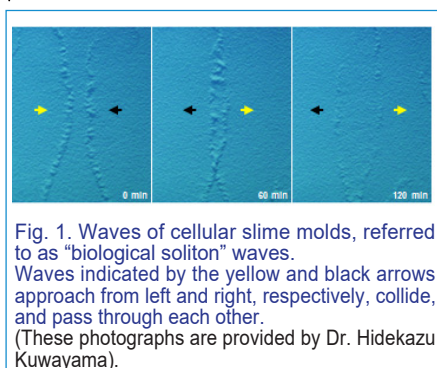 0 min
60 min
120 min
Fig. 1. Waves of cellular slime molds, referred
to as “biological soliton” waves.
Waves indicated by the yellow and black arrows
approach from left and right, respectively, collide,
and pass through each other.
(These photographs are provided by Dr. Hidekazu
Kuwayama).